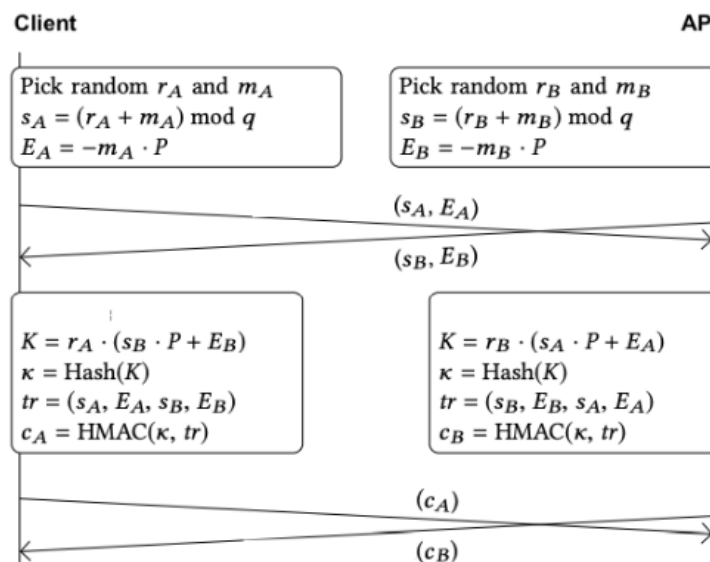 Client
AP
Pick random r_A and m_A
s_A = (r_A + m_A) mod q
E_A = −m_A · P
Pick random r_B and m_B
s_B = (r_B + m_B) mod q
E_B = −m_B · P
(s_A, E_A)
(s_B, E_B)
K = r_A · (s_B · P + E_B)
κ = Hash(K)
tr = (s_A, E_A, s_B, E_B)
c_A = HMAC(κ, tr)
K = r_B · (s_A · P + E_A)
κ = Hash(K)
tr = (s_B, E_B, s_A, E_A)
c_B = HMAC(κ, tr)
(c_A)
(c_B)